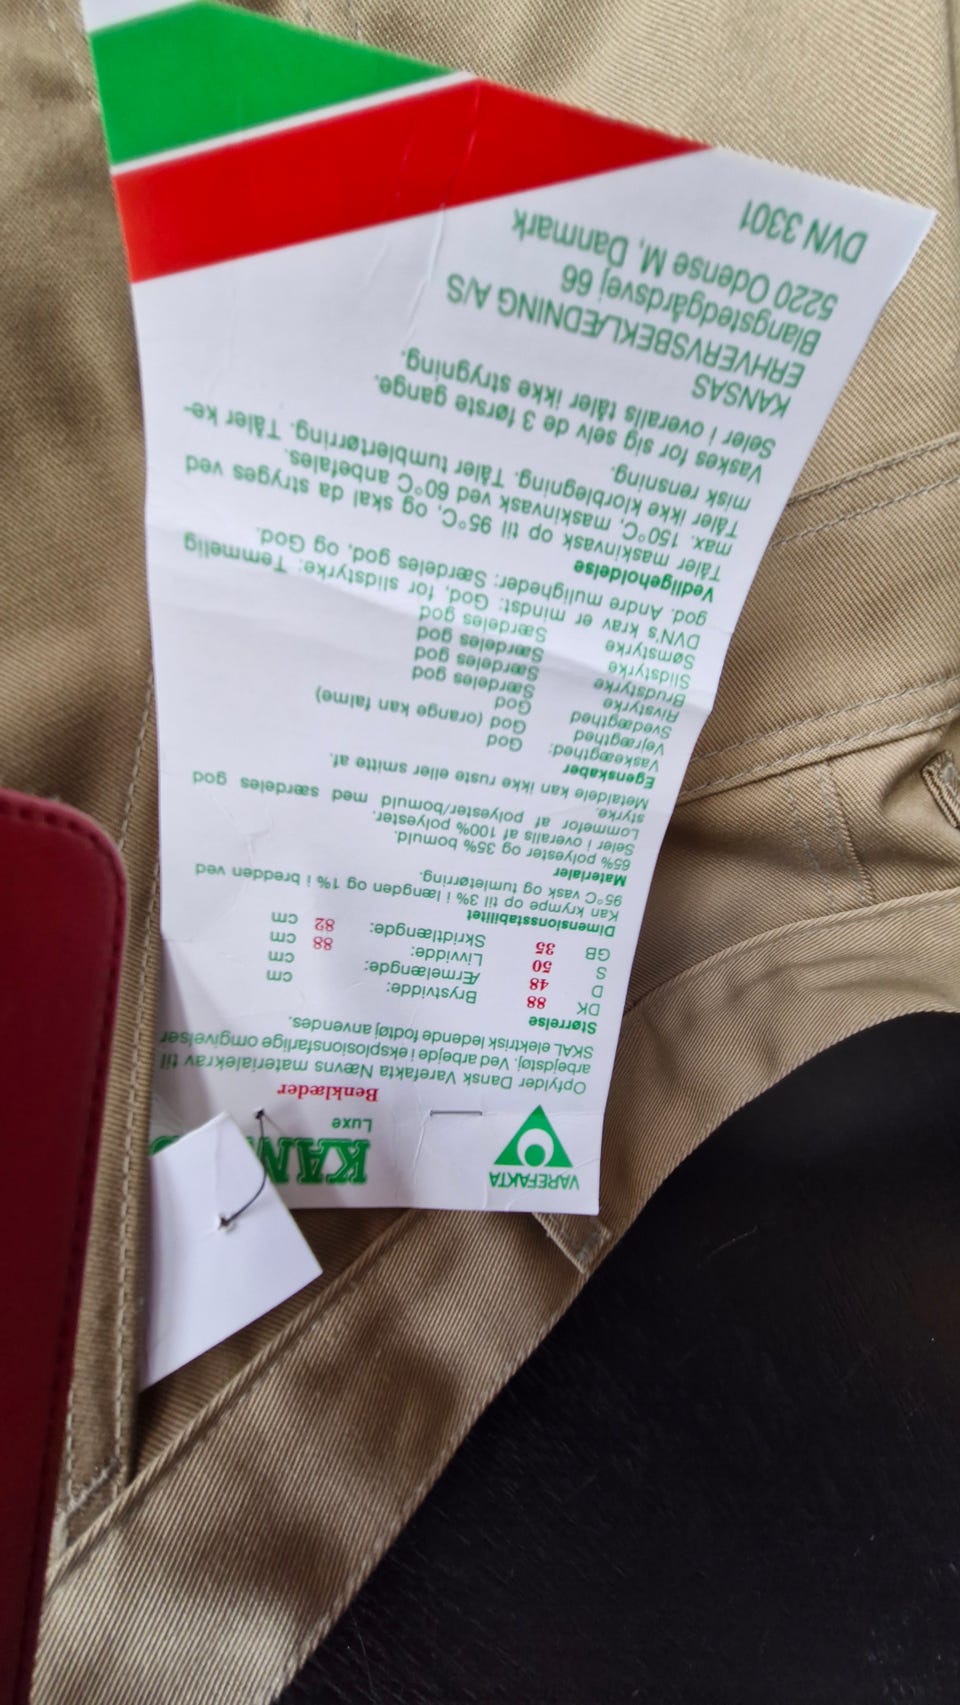 VAREFAKTA
KAN
Luxe
Benklæder
Opfylder Dansk Varefakta Nævns materialekrav til
arbejdstøj. Ved arbejde i eksplosionsfarlige omgivelser
SKAL elektrisk ledende fodtøj anvendes.
Størrelse
DK 88 Brystvidde: cm
D 48 Ærmelængde: cm
S 50 Livvidde: 88 cm
GB 35 Skridtlængde: 82 cm
Dimensionsstabilitet
Kan krympe op til 3% i længden og 1% i bredden ved
95°C vask og tumletørring.
Materialer
65% polyester og 35% bomuld.
Seler i overalls af 100% polyester.
Lommefor af polyester/bomuld med særdeles god
styrke.
Metaldele kan ikke ruste eller smitte af.
Egenskaber
Vaskeægthed: God
Vejrægthed God (orange kan falme)
Svedægthed God
Rivstyrke Særdeles god
Brudstyrke Særdeles god
Slidstyrke Særdeles god
Sømstyrke Særdeles god
DVN's krav er mindst: God, for slidstyrke: Temmelig
god. Andre muligheder: Særdeles god, og God.
Vedligeholdelse
Tåler maskinvask op til 95°C, og skal da stryges ved
max. 150°C, maskinvask ved 60°C anbefales.
Tåler ikke klorblegning. Tåler tumblertørring. Tåler ke-
misk rensning.
Vaskes for sig selv de 3 første gange.
Seler i overalls tåler ikke strygning.
KANSAS
ERHVERVSBEKLÆDNING A/S
Blangstedgårdsvej 66
5220 Odense M, Danmark
DVN 3301